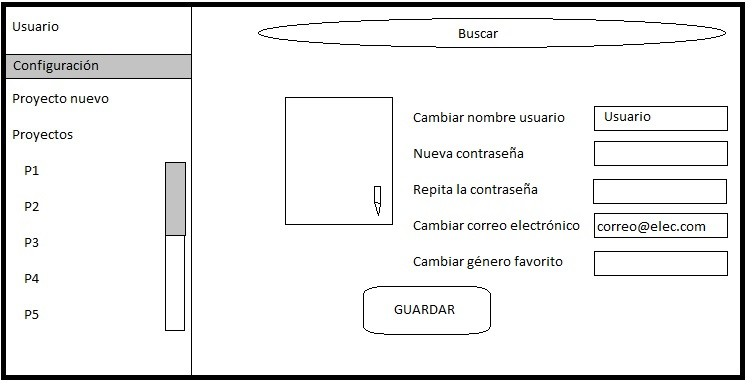 Usuario
Configuración
Proyecto nuevo
Proyectos
P1
P2
P3
P4
P5
Buscar
Cambiar nombre usuario Usuario
Nueva contraseña
Repita la contraseña
Cambiar correo electrónico correo@elec.com
Cambiar género favorito
GUARDAR